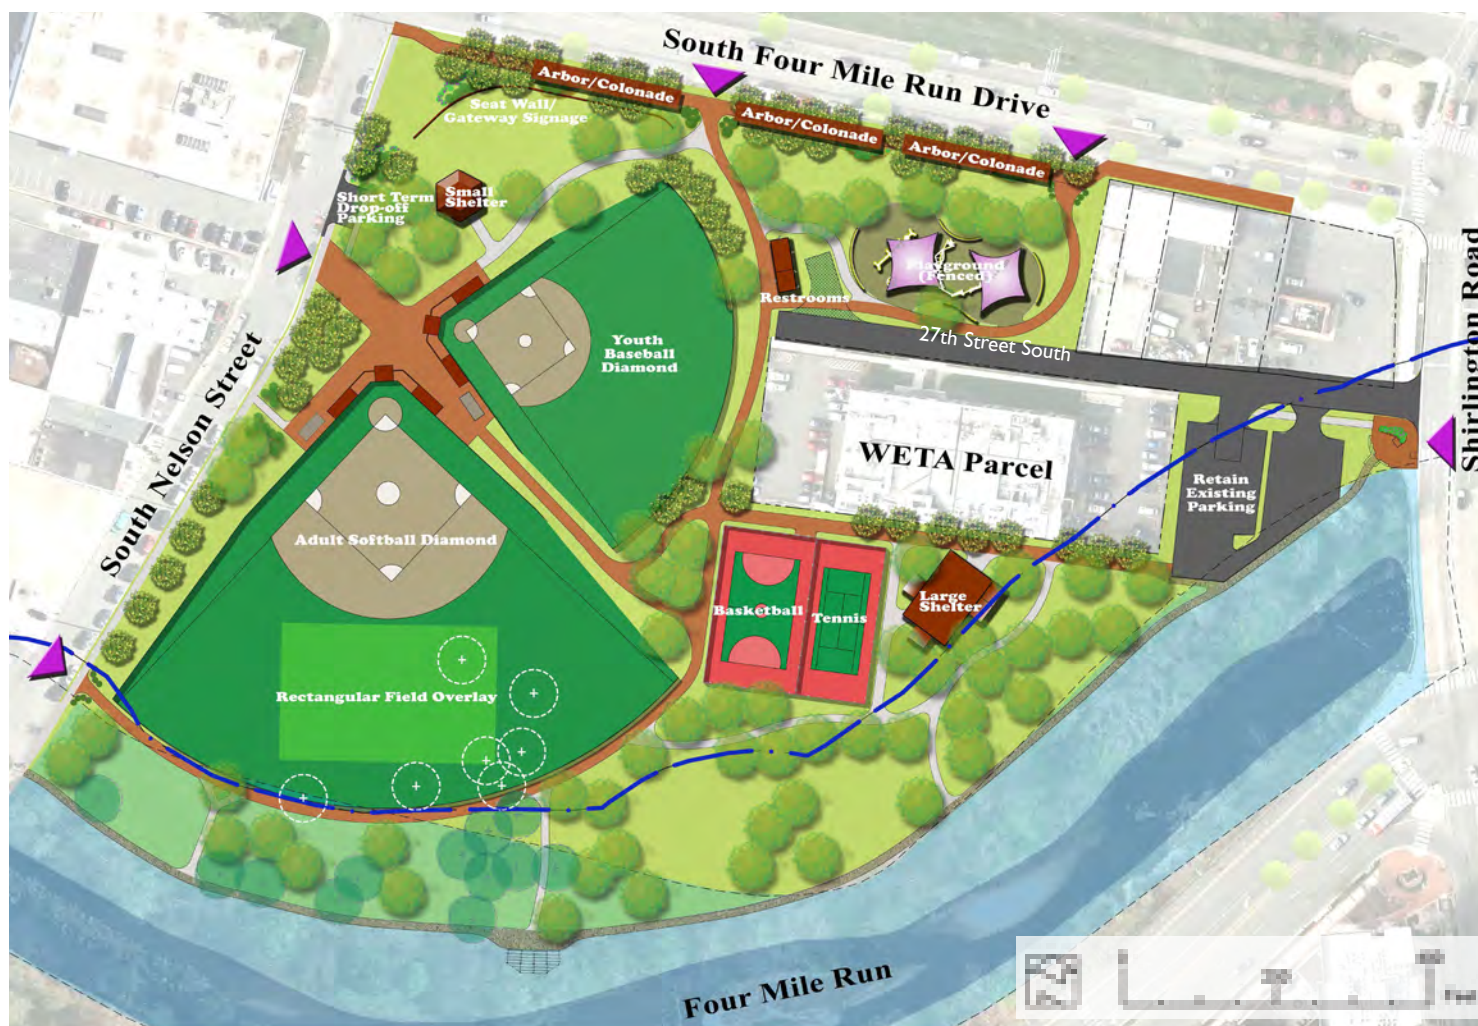 South Four Mile Run Drive
Arbor/Colonade
Seat Wall/
Gateway Signage
Arbor/Colonade
Arbor/Colonade
Short Term
Drop-off
Parking
Small
Shelter
Playground
(Fenced)
Restrooms
27th Street South
Shirlington Road
South Nelson Street
Youth
Baseball
Diamond
WETA Parcel
Retain
Existing
Parking
Adult Softball Diamond
Basketball
Tennis
Large
Shelter
Rectangular Field Overlay
Four Mile Run